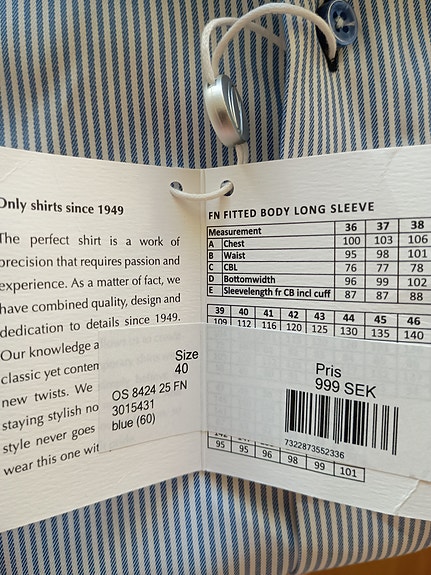 Only shirts since 1949
The perfect shirt is a work of
precision that requires passion and
experience. As a matter of fact, we
have combined quality, design and
dedication to details since 1949.
Our knowledge a
classic yet conten
new twists. We
staying stylish no
style never goes
wear this one wit
Size
40
OS 8424 25 FN
3015431
blue (60)
FN FITTED BODY LONG SLEEVE
Measurement 36 37 38
A Chest 100 103 106
B Waist 95 98 101
C CBL 76 77 78
D Bottomwidth 96 99 102
E Sleevelength fr CB incl cuff 87 87 88
39 40 41 42 43 44 45 46
109 112 116 120 125 130 135 140
Pris
999 SEK
7322873552336
95 95 96 98 99 101